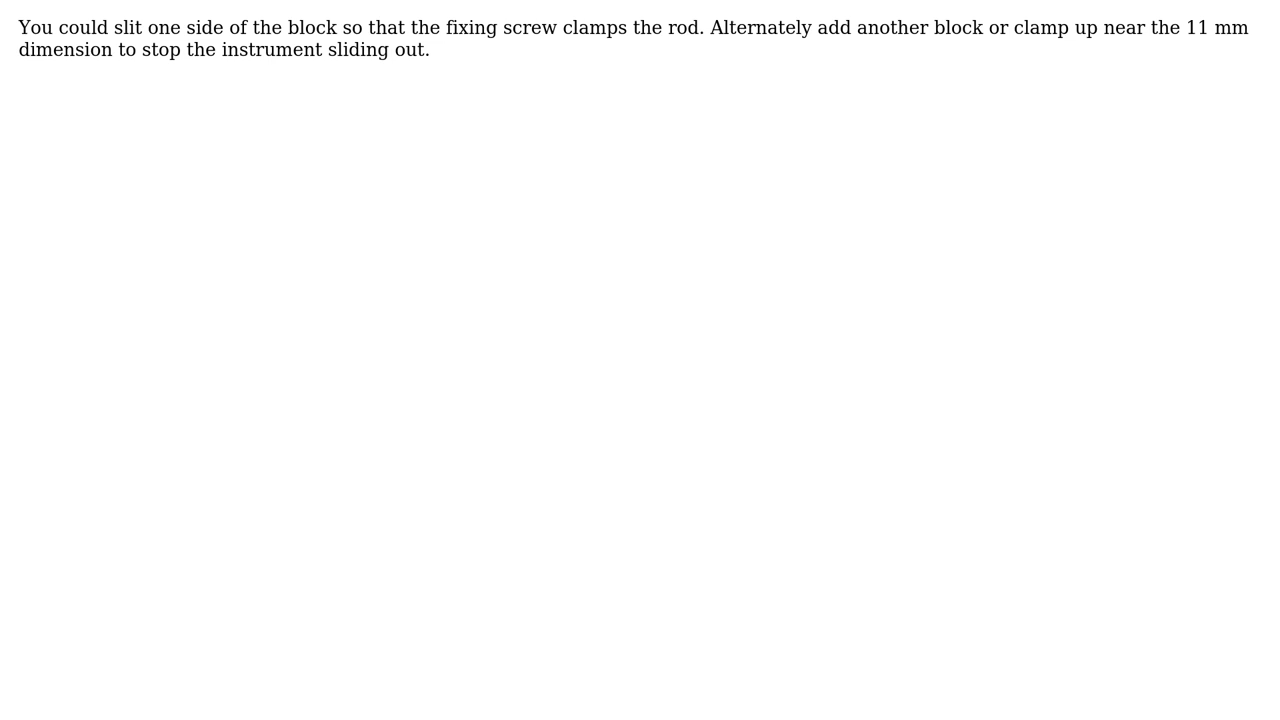 You could slit one side of the block so that the fixing screw clamps the rod. Alternately add another block or clamp up near the 11 mm
dimension to stop the instrument sliding out.